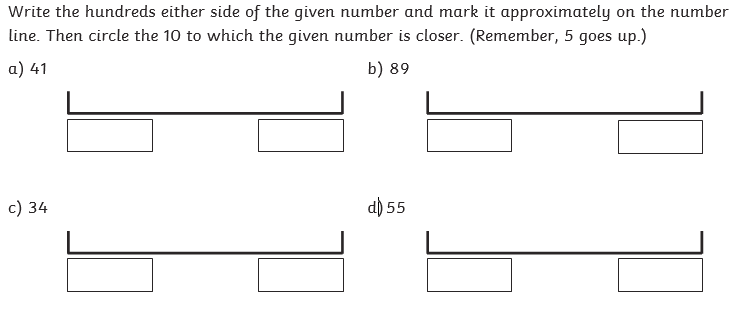 Write the hundreds either side of the given number and mark it approximately on the number
line. Then circle the 10 to which the given number is closer. (Remember, 5 goes up.)
a) 41
b) 89
c) 34
d) 55